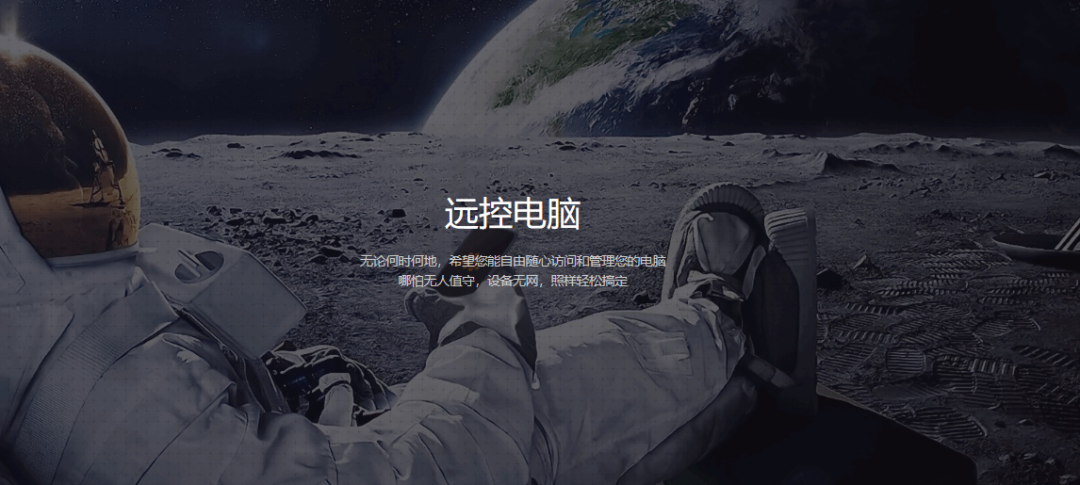 远控电脑
无论何时何地，希望您能自由随心访问和管理您的电脑
哪怕无人值守，设备无网，照样轻松搞定